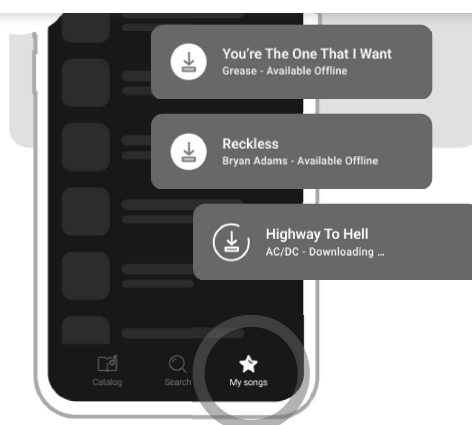 You're The One That I Want
Grease - Available Offline
Reckless
Bryan Adams - Available Offline
Highway To Hell
AC/DC - Downloading ...
Catalog
Search
My songs